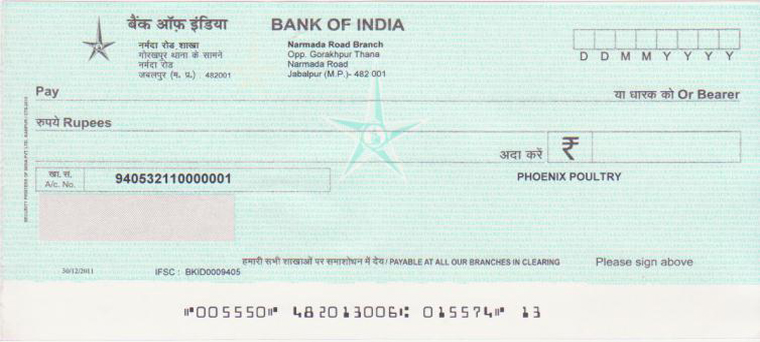 बैंक ऑफ़ इंडिया BANK OF INDIA
नर्मदा रोड शाखा Narmada Road Branch
गोरखपुर थाना के सामने Opp. Gorakhpur Thana
नर्मदा रोड Narmada Road
जबलपुर (म. प्र.) 482001 Jabalpur (M.P.)- 482 001
D D M M Y Y Y Y
Pay या धारक को Or Bearer
रुपये Rupees
अदा करें ₹
खा. सं. A/c. No. 940532110000001
PHOENIX POULTRY
हमारी सभी शाखाओं पर समाशोधन में देय / PAYABLE AT ALL OUR BRANCHES IN CLEARING
Please sign above
30/12/2011 IFSC : BKID0009405
⑈005550⑈ 482013006⑆ 015574⑈ 13